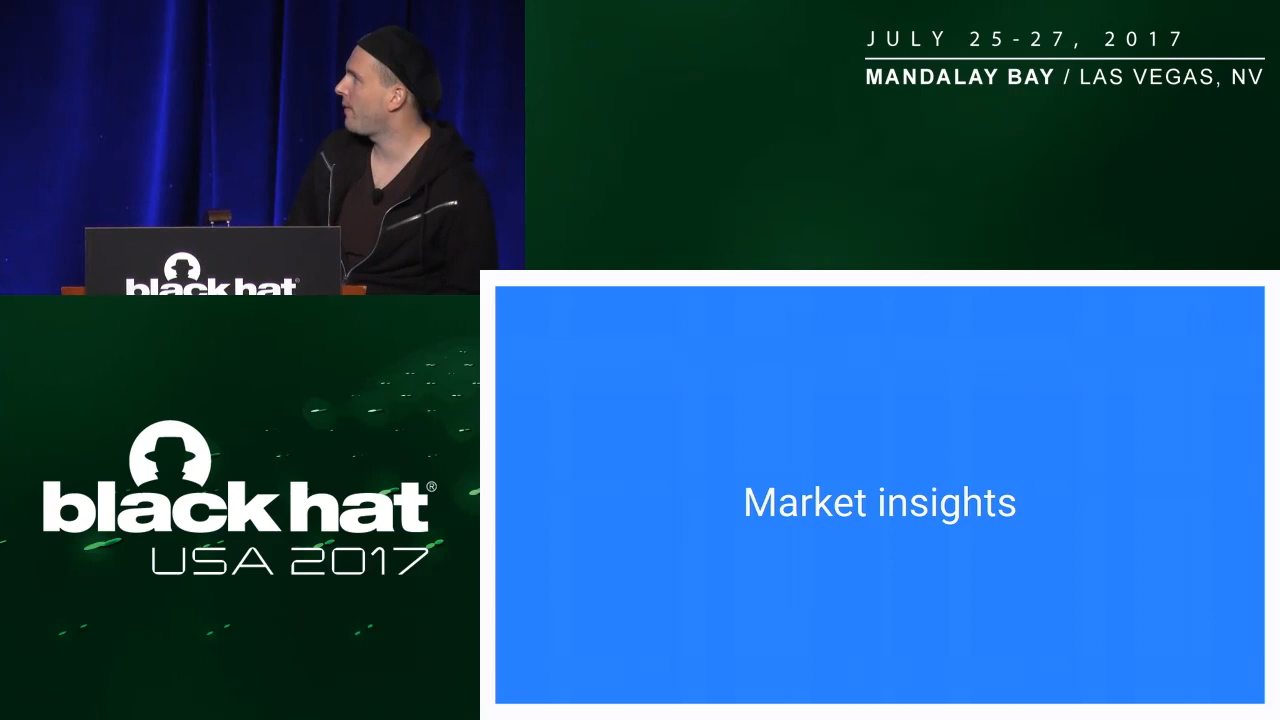 JULY 25-27, 2017
MANDALAY BAY / LAS VEGAS, NV
black hat®
black hat®
USA 2017
Market insights